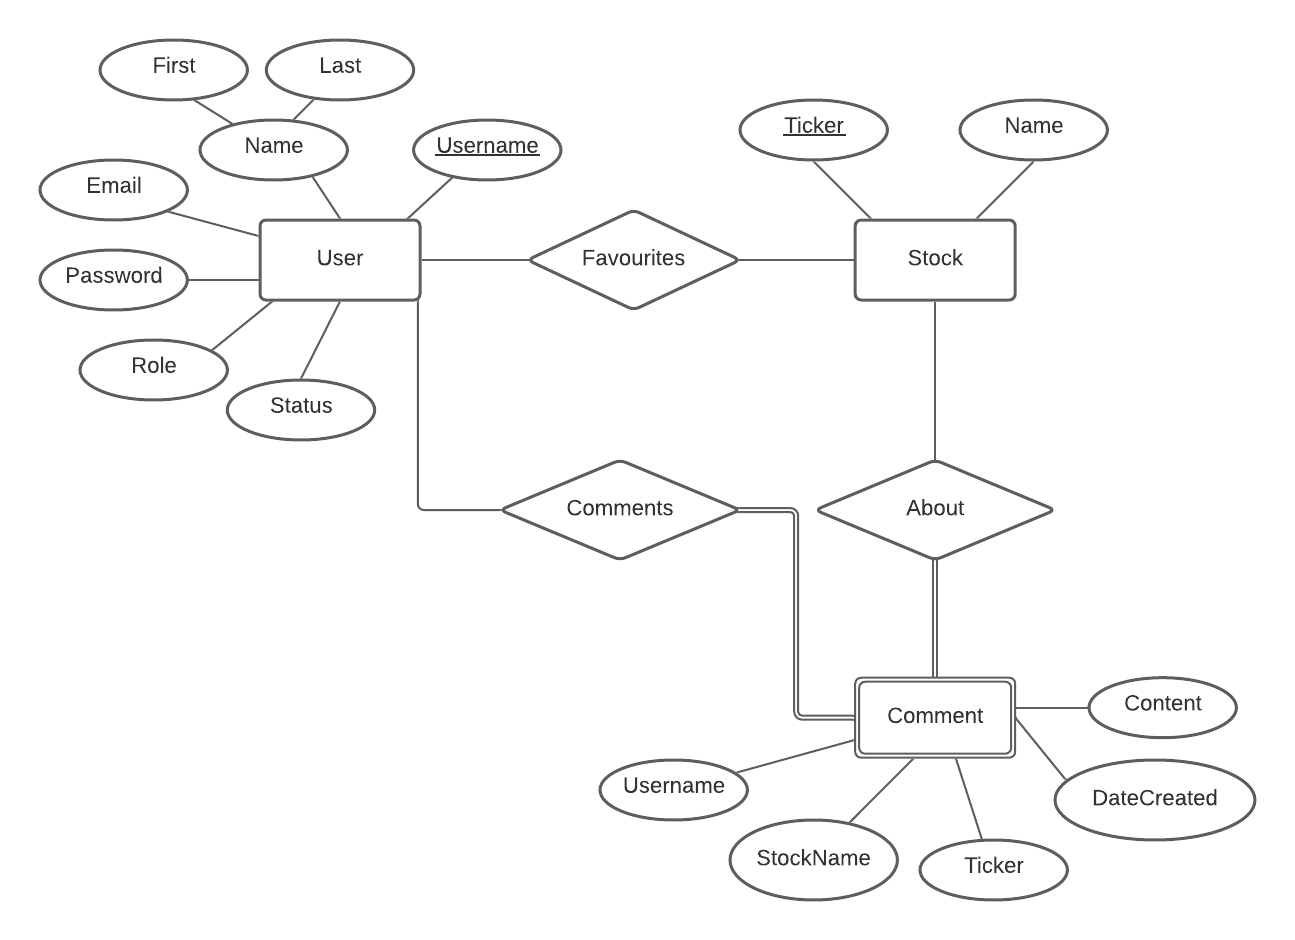 First
Last
Name
Username
Ticker
Name
Email
User
Favourites
Stock
Password
Role
Status
Comments
About
Comment
Content
Username
DateCreated
StockName
Ticker